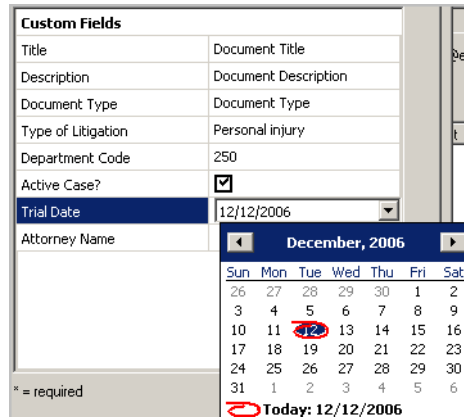 Custom Fields
Title Document Title
Description Document Description
Document Type Document Type
Type of Litigation Personal injury
Department Code 250
Active Case?
Trial Date 12/12/2006
Attorney Name
December, 2006
Sun Mon Tue Wed Thu Fri Sat
26 27 28 29 30 1 2
3 4 5 6 7 8 9
10 11 12 13 14 15 16
17 18 19 20 21 22 23
24 25 26 27 28 29 30
31 1 2 3 4 5 6
Today: 12/12/2006
* = required